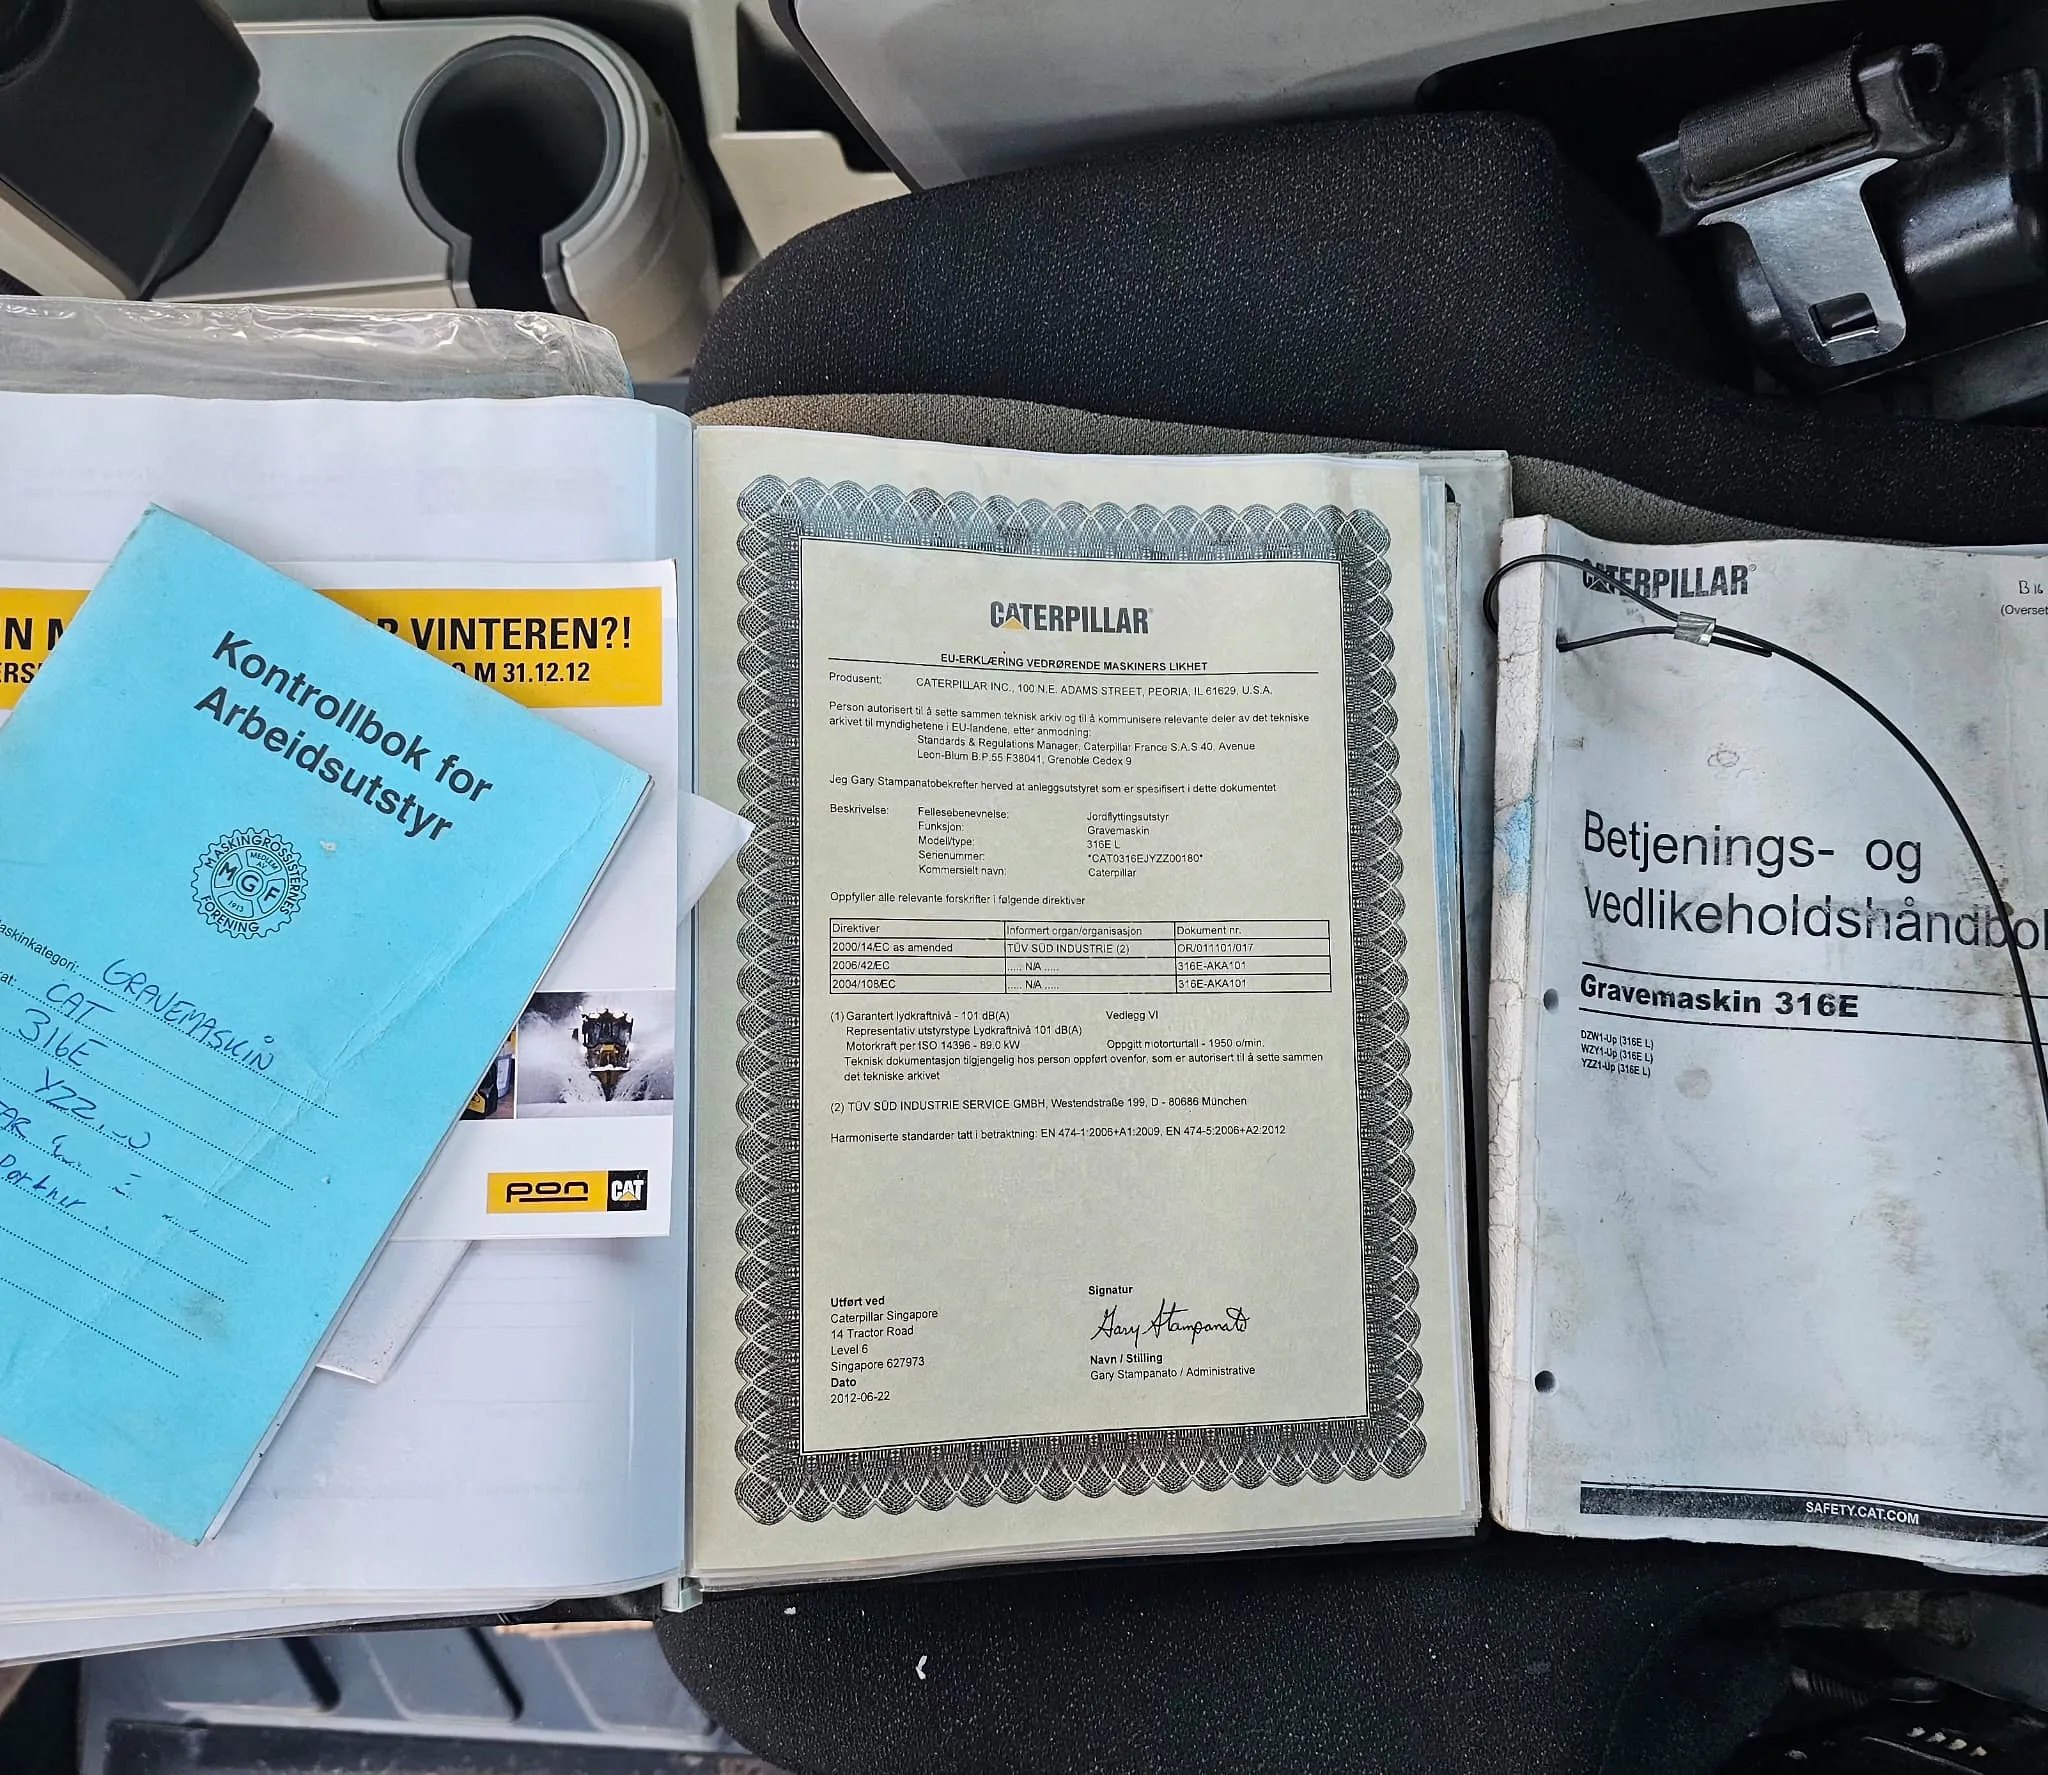 VINTEREN?!
M 31.12.12
Kontrollbok for
Arbeidsutstyr
MASKINGROSSISTERNES
FORENING
MEDLEM
AV
MGF
1913
GRAVEMASKIN
CAT
316E
pon CAT
CATERPILLAR®
EU-ERKLÆRING VEDRØRENDE MASKINERS LIKHET
Produsent: CATERPILLAR INC., 100 N.E. ADAMS STREET, PEORIA, IL 61629, U.S.A.
Person autorisert til å sette sammen teknisk arkiv og til å kommunisere relevante deler av det tekniske
arkivet til myndighetene i EU-landene, etter anmodning:
Standards & Regulations Manager, Caterpillar France S.A.S 40, Avenue
Leon-Blum B.P.55 F38041, Grenoble Cedex 9
Jeg Gary Stampanatobekrefter herved at anleggsutstyret som er spesifisert i dette dokumentet
Beskrivelse: Fellesebenevnelse: Jordflyttingsutstyr
Funksjon: Gravemaskin
Modell/type: 316E L
Serienummer: *CAT0316EJYZZ00180*
Kommersielt navn: Caterpillar
Oppfyller alle relevante forskrifter i følgende direktiver
Direktiver Informert organ/organisasjon Dokument nr.
2000/14/EC as amended TÜV SÜD INDUSTRIE (2) OR/011101/017
2006/42/EC ..... N/A ..... 316E-AKA101
2004/108/EC ..... N/A ..... 316E-AKA101
(1) Garantert lydkraftnivå - 101 dB(A) Vedlegg VI
Representativ utstyrstype Lydkraftnivå 101 dB(A)
Motorkraft per ISO 14396 - 89.0 kW Oppgitt motorturtall - 1950 o/min.
Teknisk dokumentasjon tilgjengelig hos person oppført ovenfor, som er autorisert til å sette sammen
det tekniske arkivet
(2) TÜV SÜD INDUSTRIE SERVICE GMBH, Westendstraße 199, D - 80686 München
Harmoniserte standarder tatt i betraktning: EN 474-1:2006+A1:2009, EN 474-5:2006+A2:2012
Utført ved
Caterpillar Singapore
14 Tractor Road
Level 6
Singapore 627973
Dato
2012-06-22
Signatur
Gary Stampanato
Navn / Stilling
Gary Stampanato / Administrative
CATERPILLAR®
B16
Betjenings- og
vedlikeholdshåndbok
Gravemaskin 316E
DZW1-Up (316E L)
WZY1-Up (316E L)
YZZ1-Up (316E L)
SAFETY.CAT.COM